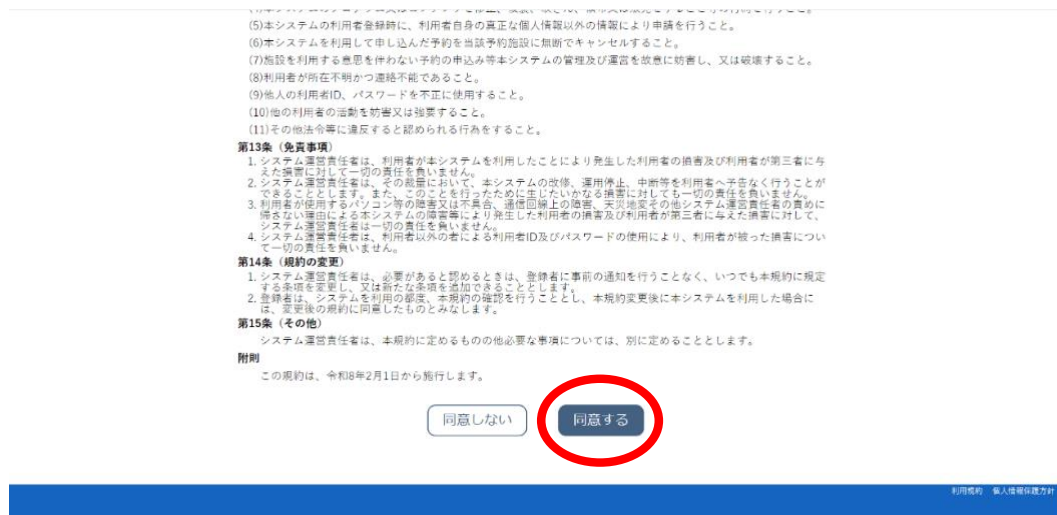 (5)本システムの利用者登録時に、利用者自身の真正な個人情報以外の情報により申請を行うこと。
(6)本システムを利用して申し込んだ予約を当該予約施設に無断でキャンセルすること。
(7)施設を利用する意思を伴わない予約の申込み等本システムの管理及び運営を故意に妨害し、又は破壊すること。
(8)利用者が所在不明かつ連絡不能であること。
(9)他人の利用者ID、パスワードを不正に使用すること。
(10)他の利用者の活動を妨害又は強要すること。
(11)その他法令等に違反すると認められる行為をすること。
第13条（免責事項）
1. システム運営責任者は、利用者が本システムを利用したことにより発生した利用者の損害及び利用者が第三者に与
えた損害に対して一切の責任を負いません。
2. システム運営責任者は、その裁量において、本システムの改修、運用停止、中断等を利用者へ予告なく行うことが
できることとします。また、このことを行ったために生じたいかなる損害に対しても一切の責任を負いません。
3. 利用者が使用するパソコン等の障害又は不具合、通信回線上の障害、天災地変その他システム運営責任者の責めに
帰さない理由による本システムの障害等により発生した利用者の損害及び利用者が第三者に与えた損害に対して、
システム運営責任者は一切の責任を負いません。
4. システム運営責任者は、利用者以外の者による利用者ID及びパスワードの使用により、利用者が被った損害につい
て一切の責任を負いません。
第14条（規約の変更）
1. システム運営責任者は、必要があると認めるときは、登録者に事前の通知を行うことなく、いつでも本規約に規定
する条項を変更し、又は新たな条項を追加できることとします。
2. 登録者は、システムを利用の都度、本規約の確認を行うこととし、本規約変更後に本システムを利用した場合に
は、変更後の規約に同意したものとみなします。
第15条（その他）
システム運営責任者は、本規約に定めるものの他必要な事項については、別に定めることとします。
附則
この規約は、令和8年2月1日から施行します。
同意しない 同意する
利用規約 個人情報保護方針